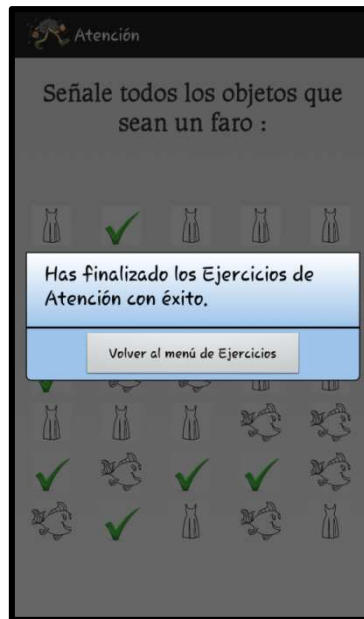 Atención
Señale todos los objetos que
sean un faro :
Has finalizado los Ejercicios de
Atención con éxito.
Volver al menú de Ejercicios